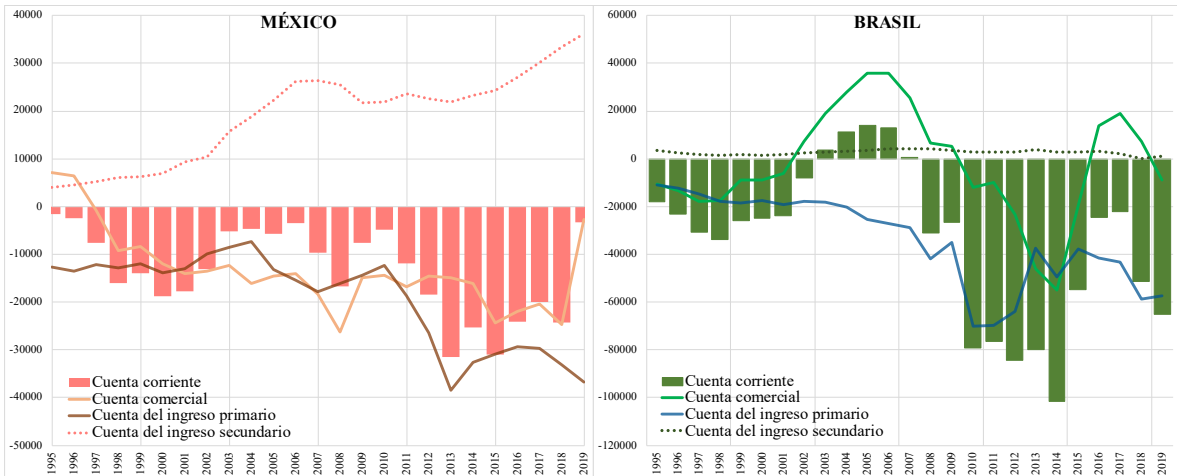 MÉXICO
40000
30000
20000
10000
0
-10000
-20000
-30000
-40000
-50000
Cuenta corriente
Cuenta comercial
Cuenta del ingreso primario
Cuenta del ingreso secundario
1995 1996 1997 1998 1999 2000 2001 2002 2003 2004 2005 2006 2007 2008 2009 2010 2011 2012 2013 2014 2015 2016 2017 2018 2019
BRASIL
60000
40000
20000
0
-20000
-40000
-60000
-80000
-100000
-120000
Cuenta corriente
Cuenta comercial
Cuenta del ingreso primario
Cuenta del ingreso secundario
1995 1996 1997 1998 1999 2000 2001 2002 2003 2004 2005 2006 2007 2008 2009 2010 2011 2012 2013 2014 2015 2016 2017 2018 2019